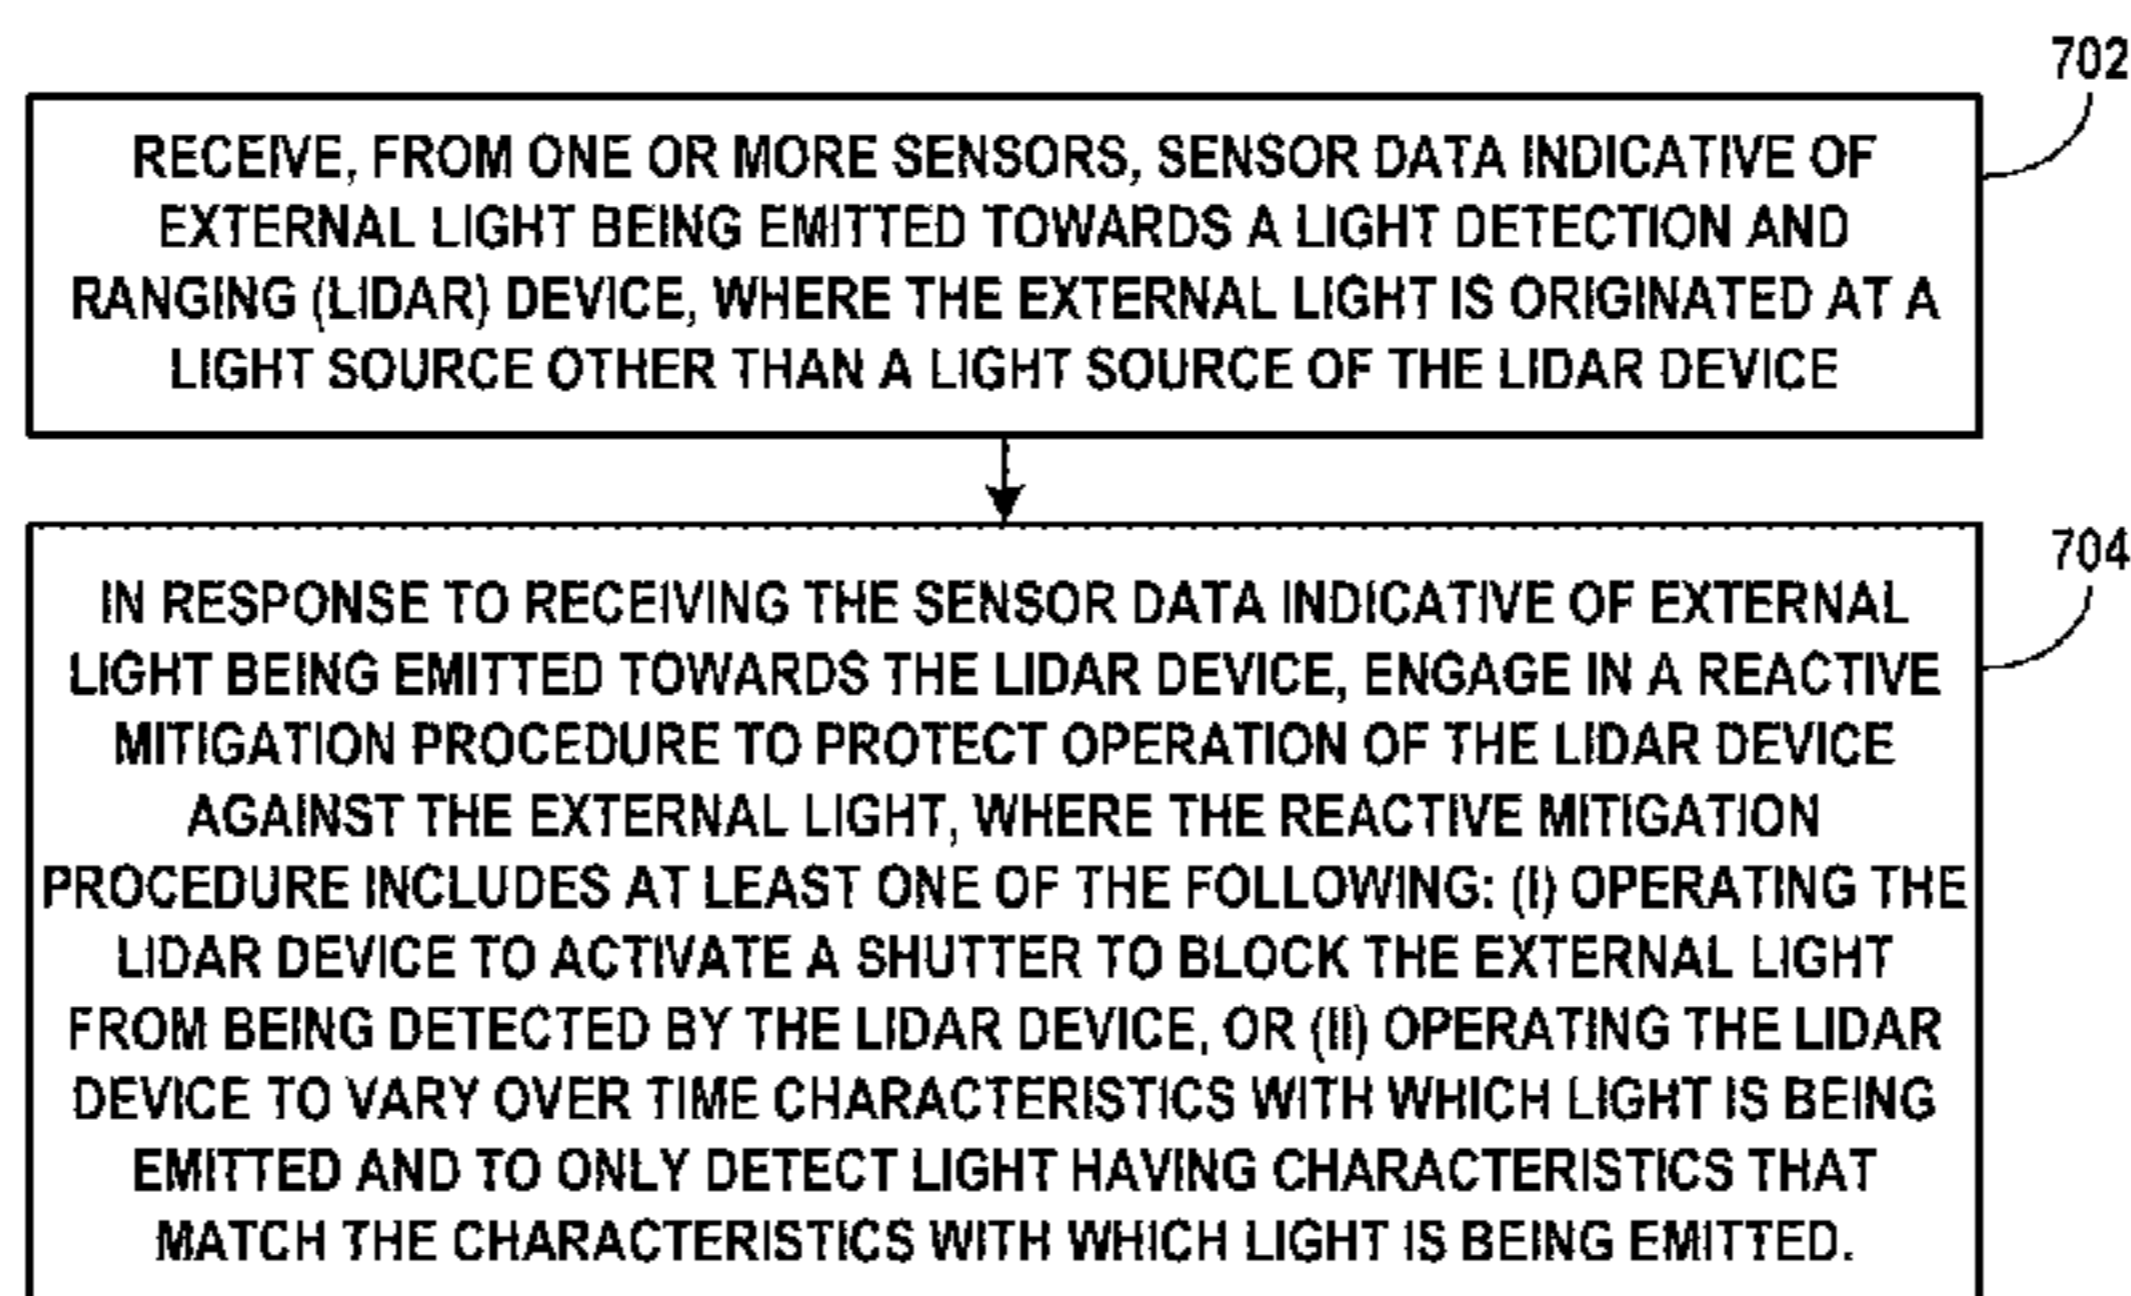 702
RECEIVE, FROM ONE OR MORE SENSORS, SENSOR DATA INDICATIVE OF
EXTERNAL LIGHT BEING EMITTED TOWARDS A LIGHT DETECTION AND
RANGING (LIDAR) DEVICE, WHERE THE EXTERNAL LIGHT IS ORIGINATED AT A
LIGHT SOURCE OTHER THAN A LIGHT SOURCE OF THE LIDAR DEVICE
704
IN RESPONSE TO RECEIVING THE SENSOR DATA INDICATIVE OF EXTERNAL
LIGHT BEING EMITTED TOWARDS THE LIDAR DEVICE, ENGAGE IN A REACTIVE
MITIGATION PROCEDURE TO PROTECT OPERATION OF THE LIDAR DEVICE
AGAINST THE EXTERNAL LIGHT, WHERE THE REACTIVE MITIGATION
PROCEDURE INCLUDES AT LEAST ONE OF THE FOLLOWING: (I) OPERATING THE
LIDAR DEVICE TO ACTIVATE A SHUTTER TO BLOCK THE EXTERNAL LIGHT
FROM BEING DETECTED BY THE LIDAR DEVICE, OR (II) OPERATING THE LIDAR
DEVICE TO VARY OVER TIME CHARACTERISTICS WITH WHICH LIGHT IS BEING
EMITTED AND TO ONLY DETECT LIGHT HAVING CHARACTERISTICS THAT
MATCH THE CHARACTERISTICS WITH WHICH LIGHT IS BEING EMITTED.